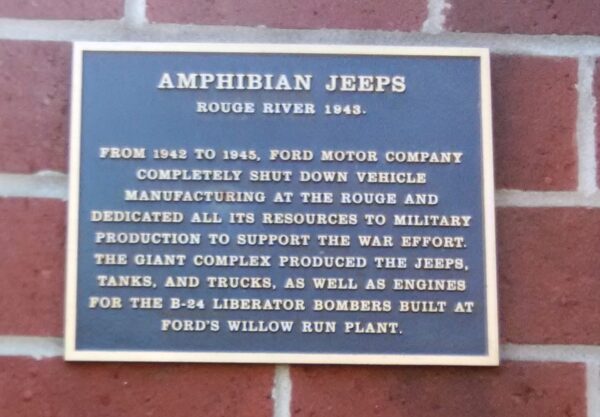 AMPHIBIAN JEEPS
ROUGE RIVER 1943.
FROM 1942 TO 1945, FORD MOTOR COMPANY
COMPLETELY SHUT DOWN VEHICLE
MANUFACTURING AT THE ROUGE AND
DEDICATED ALL ITS RESOURCES TO MILITARY
PRODUCTION TO SUPPORT THE WAR EFFORT.
THE GIANT COMPLEX PRODUCED THE JEEPS,
TANKS, AND TRUCKS, AS WELL AS ENGINES
FOR THE B-24 LIBERATOR BOMBERS BUILT AT
FORD'S WILLOW RUN PLANT.